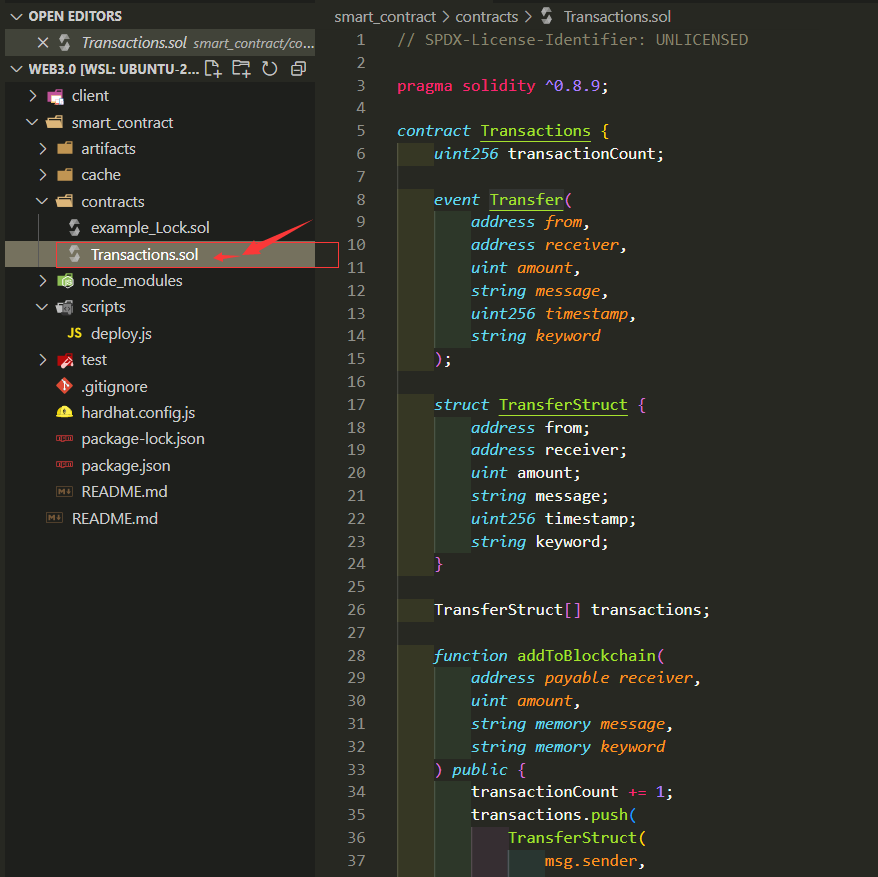 OPEN EDITORS
Transactions.sol smart_contract/co...
WEB3.0 [WSL: UBUNTU-2...
client
smart_contract
artifacts
cache
contracts
example_Lock.sol
Transactions.sol
node_modules
scripts
JS deploy.js
test
.gitignore
hardhat.config.js
package-lock.json
package.json
README.md
README.md
smart_contract > contracts > Transactions.sol
1 // SPDX-License-Identifier: UNLICENSED
2
3 pragma solidity ^0.8.9;
4
5 contract Transactions {
6 uint256 transactionCount;
7
8 event Transfer(
9 address from,
10 address receiver,
11 uint amount,
12 string message,
13 uint256 timestamp,
14 string keyword
15 );
16
17 struct TransferStruct {
18 address from;
19 address receiver;
20 uint amount;
21 string message;
22 uint256 timestamp;
23 string keyword;
24 }
25
26 TransferStruct[] transactions;
27
28 function addToBlockchain(
29 address payable receiver,
30 uint amount,
31 string memory message,
32 string memory keyword
33 ) public {
34 transactionCount += 1;
35 transactions.push(
36 TransferStruct(
37 msg.sender,